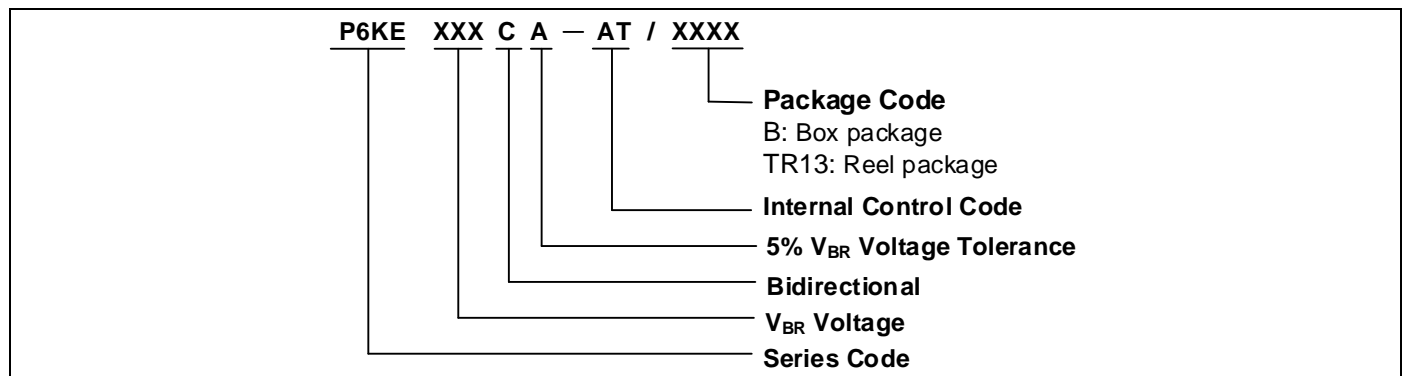 P6KE XXX C A — AT / XXXX
Package Code
B: Box package
TR13: Reel package
Internal Control Code
5% VBR Voltage Tolerance
Bidirectional
VBR Voltage
Series Code